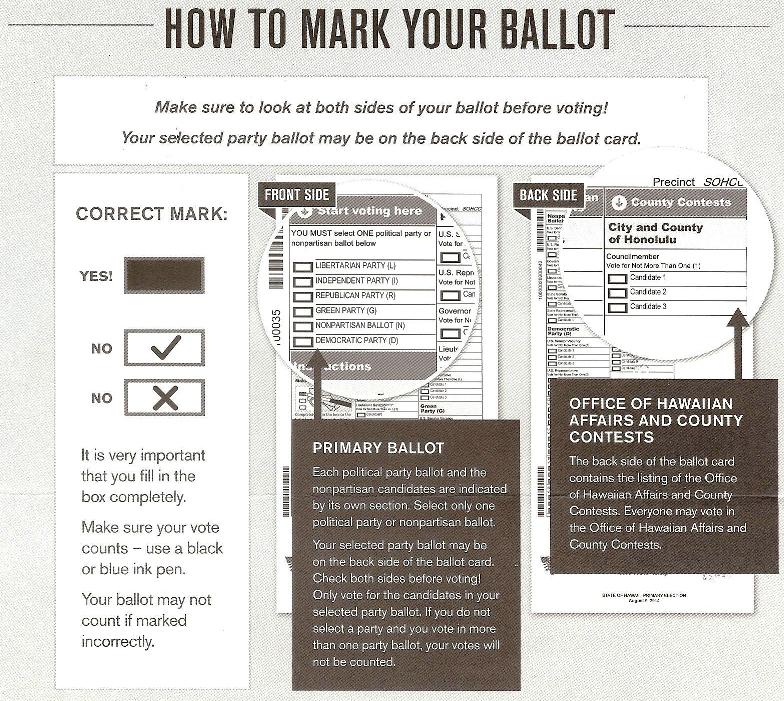 HOW TO MARK YOUR BALLOT
Make sure to look at both sides of your ballot before voting!
Your selected party ballot may be on the back side of the ballot card.
CORRECT MARK:
YES!
NO
NO
It is very important
that you fill in the
box completely.
Make sure your vote
counts – use a black
or blue ink pen.
Your ballot may not
count if marked
incorrectly.
FRONT SIDE
Start voting here
YOU MUST select ONE political party or
nonpartisan ballot below
LIBERTARIAN PARTY (L)
INDEPENDENT PARTY (I)
REPUBLICAN PARTY (R)
GREEN PARTY (G)
NONPARTISAN BALLOT (N)
DEMOCRATIC PARTY (D)
U.S. S
Vote for
U.S. Repr
Vote for Not
Can
Governor
Vote for N
Lieut
Vote
Instructions
Green
Party (G)
PRIMARY BALLOT
Each political party ballot and the
nonpartisan candidates are indicated
by its own section. Select only one
political party or nonpartisan ballot.
Your selected party ballot may be
on the back side of the ballot card.
Check both sides before voting!
Only vote for the candidates in your
selected party ballot. If you do not
select a party and you vote in more
than one party ballot, your votes will
not be counted.
BACK SIDE
Precinct SOHC
an
County Contests
City and County
of Honolulu
Councilmember
Vote for Not More Than One (1)
Candidate 1
Candidate 2
Candidate 3
Democratic
Party (D)
OFFICE OF HAWAIIAN
AFFAIRS AND COUNTY
CONTESTS
The back side of the ballot card
contains the listing of the Office
of Hawaiian Affairs and County
Contests. Everyone may vote in
the Office of Hawaiian Affairs and
County Contests.
STATE OF HAWAII - PRIMARY ELECTION